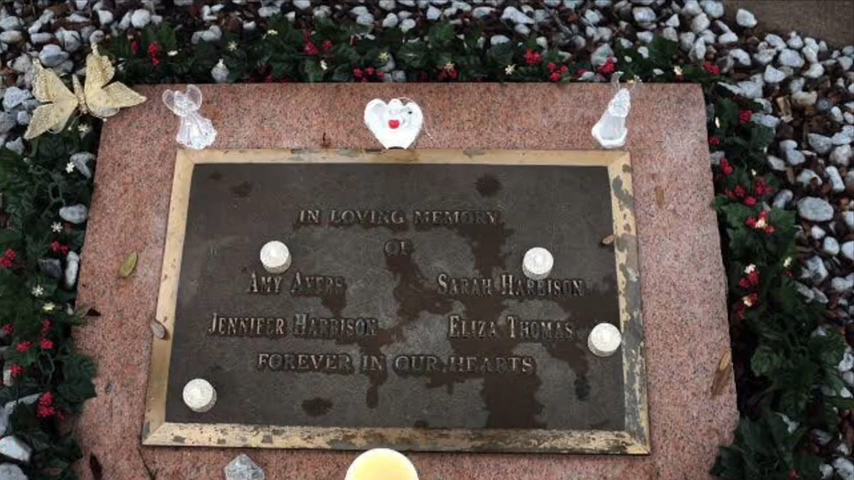 IN LOVING MEMORY
OF
AMY AYERS SARAH HARBISON
JENNIFER HARBISON ELIZA THOMAS
FOREVER IN OUR HEARTS